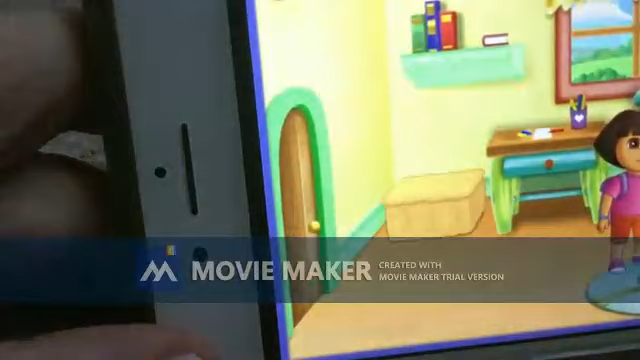 MOVIE MAKER
CREATED WITH
MOVIE MAKER TRIAL VERSION